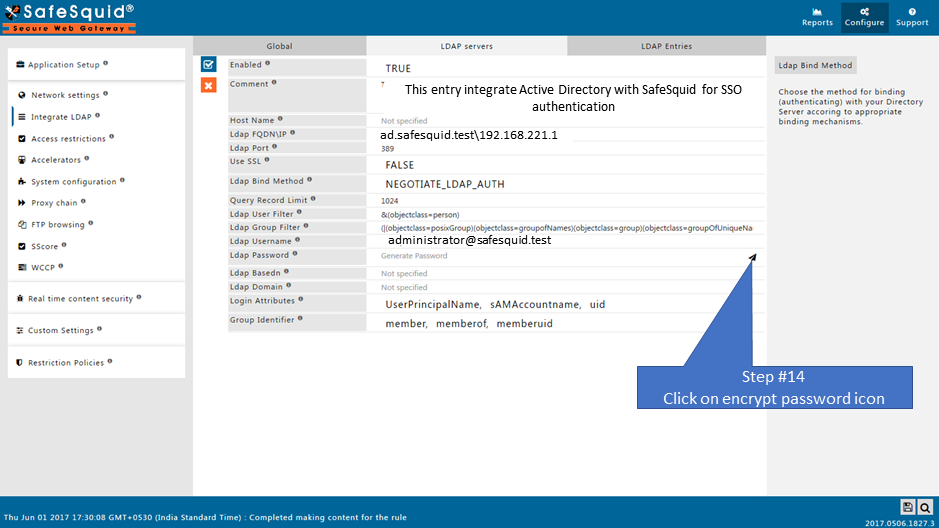 SafeSquid®
Secure Web Gateway
Reports
Configure
Support
Application Setup
Network settings
Integrate LDAP
Access restrictions
Accelerators
System configuration
Proxy chain
FTP browsing
SScore
WCCP
Real time content security
Custom Settings
Restriction Policies
Global
LDAP servers
LDAP Entries
Enabled
TRUE
Comment
This entry integrate Active Directory with SafeSquid for SSO
authentication
Host Name
Not specified
Ldap FQDN\IP
ad.safesquid.test\192.168.221.1
Ldap Port
389
Use SSL
FALSE
Ldap Bind Method
NEGOTIATE_LDAP_AUTH
Query Record Limit
1024
Ldap User Filter
&(objectclass=person)
Ldap Group Filter
(|(objectclass=posixGroup)(objectclass=groupofNames)(objectclass=group)(objectclass=groupOfUniqueNa
Ldap Username
administrator@safesquid.test
Ldap Password
Generate Password
Ldap Basedn
Not specified
Ldap Domain
Not specified
Login Attributes
UserPrincipalName, sAMAccountname, uid
Group Identifier
member, memberof, memberuid
Step #14
Click on encrypt password icon
Ldap Bind Method
Choose the method for binding
(authenticating) with your Directory
Server accoring to appropriate
binding mechanisms.
Thu Jun 01 2017 17:30:08 GMT+0530 (India Standard Time) : Completed making content for the rule
2017.0506.1827.3